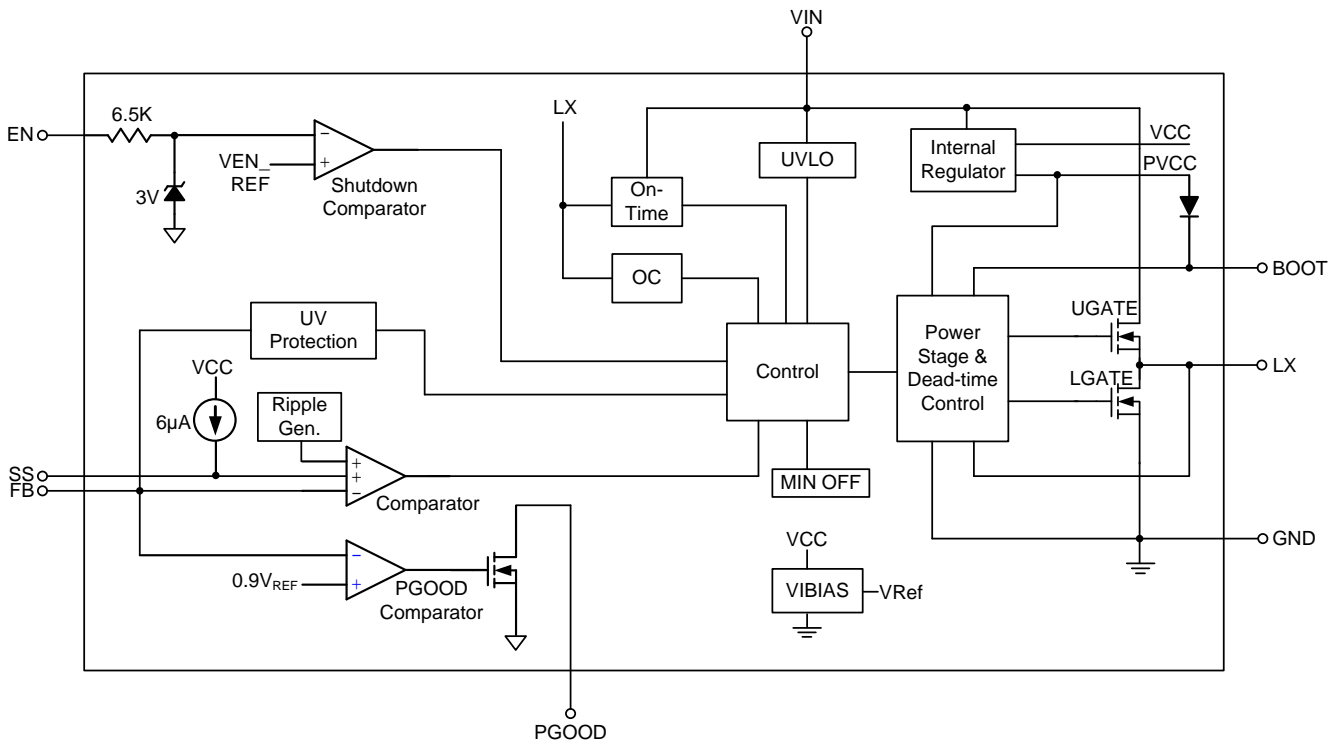 VIN
EN
6.5K
3V
−
+
VEN_
REF
Shutdown
Comparator
LX
On-
Time
OC
UVLO
Internal
Regulator
VCC
PVCC
BOOT
UV
Protection
VCC
6µA
Ripple
Gen.
Control
Power
Stage &
Dead-time
Control
UGATE
LX
LGATE
SS
FB
+
+
−
Comparator
MIN OFF
−
+
0.9VREF
PGOOD
Comparator
VCC
VIBIAS
VRef
GND
PGOOD